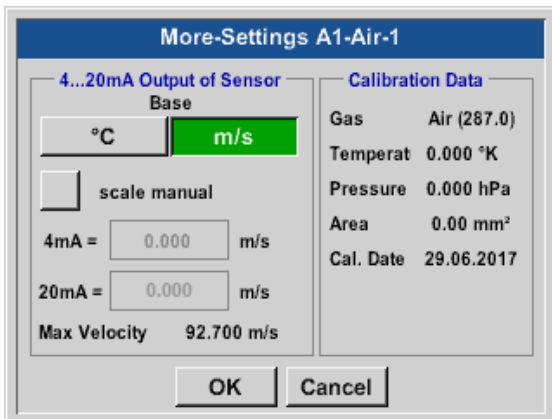 More-Settings A1-Air-1
4...20mA Output of Sensor
Base
°C
m/s
scale manual
4mA =
0.000
m/s
20mA =
0.000
m/s
Max Velocity
92.700 m/s
Calibration Data
Gas
Air (287.0)
Temperat
0.000 °K
Pressure
0.000 hPa
Area
0.00 mm²
Cal. Date
29.06.2017
OK
Cancel